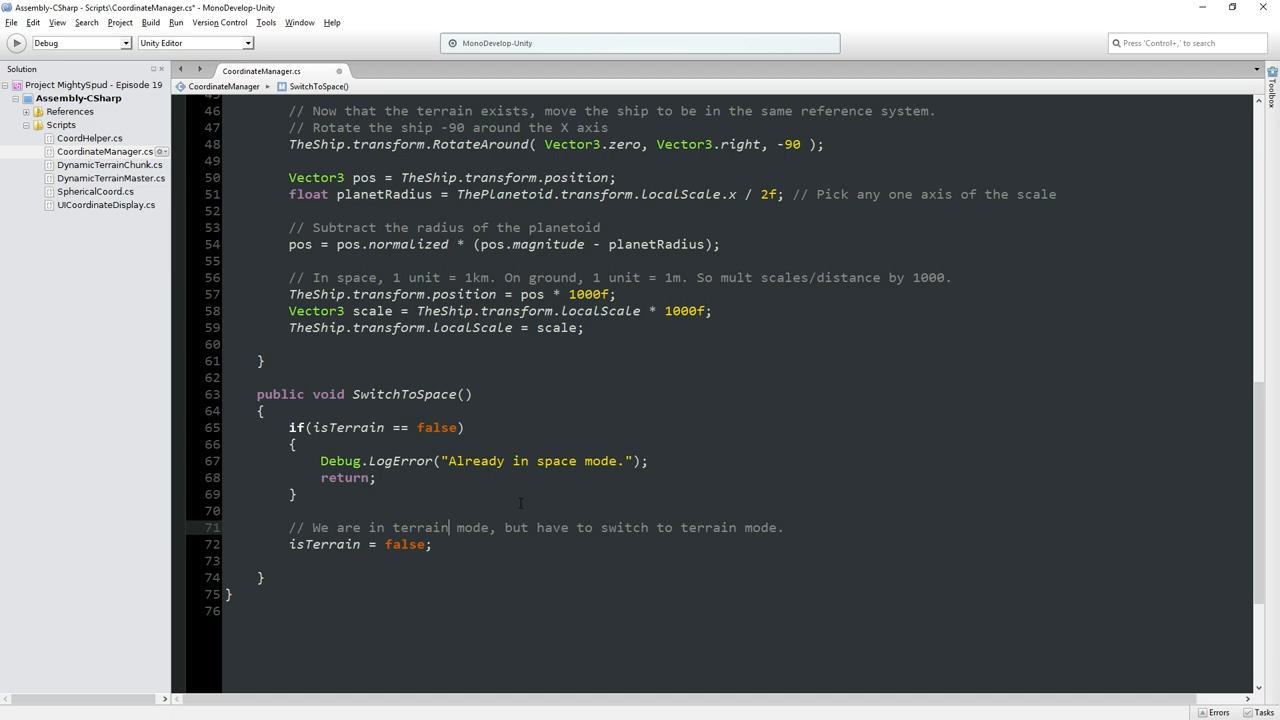 Assembly-CSharp - Scripts\CoordinateManager.cs* - MonoDevelop-Unity
File Edit View Search Project Build Run Version Control Tools Window Help
Debug Unity Editor MonoDevelop-Unity Press 'Control+,' to search
Solution
CoordinateManager.cs
CoordinateManager SwitchToSpace()
Project MightySpud - Episode 19
Assembly-CSharp
References
Scripts
CoordHelper.cs
CoordinateManager.cs
DynamicTerrainChunk.cs
DynamicTerrainMaster.cs
SphericalCoord.cs
UICoordinateDisplay.cs
Toolbox
46 // Now that the terrain exists, move the ship to be in the same reference system.
47 // Rotate the ship -90 around the X axis
48 TheShip.transform.RotateAround( Vector3.zero, Vector3.right, -90 );
49
50 Vector3 pos = TheShip.transform.position;
51 float planetRadius = ThePlanetoid.transform.localScale.x / 2f; // Pick any one axis of the scale
52
53 // Subtract the radius of the planetoid
54 pos = pos.normalized * (pos.magnitude - planetRadius);
55
56 // In space, 1 unit = 1km. On ground, 1 unit = 1m. So mult scales/distance by 1000.
57 TheShip.transform.position = pos * 1000f;
58 Vector3 scale = TheShip.transform.localScale * 1000f;
59 TheShip.transform.localScale = scale;
60
61 }
62
63 public void SwitchToSpace()
64 {
65 if(isTerrain == false)
66 {
67 Debug.LogError("Already in space mode.");
68 return;
69 }
70
71 // We are in terrain mode, but have to switch to terrain mode.
72 isTerrain = false;
73
74 }
75 }
76
Errors Tasks